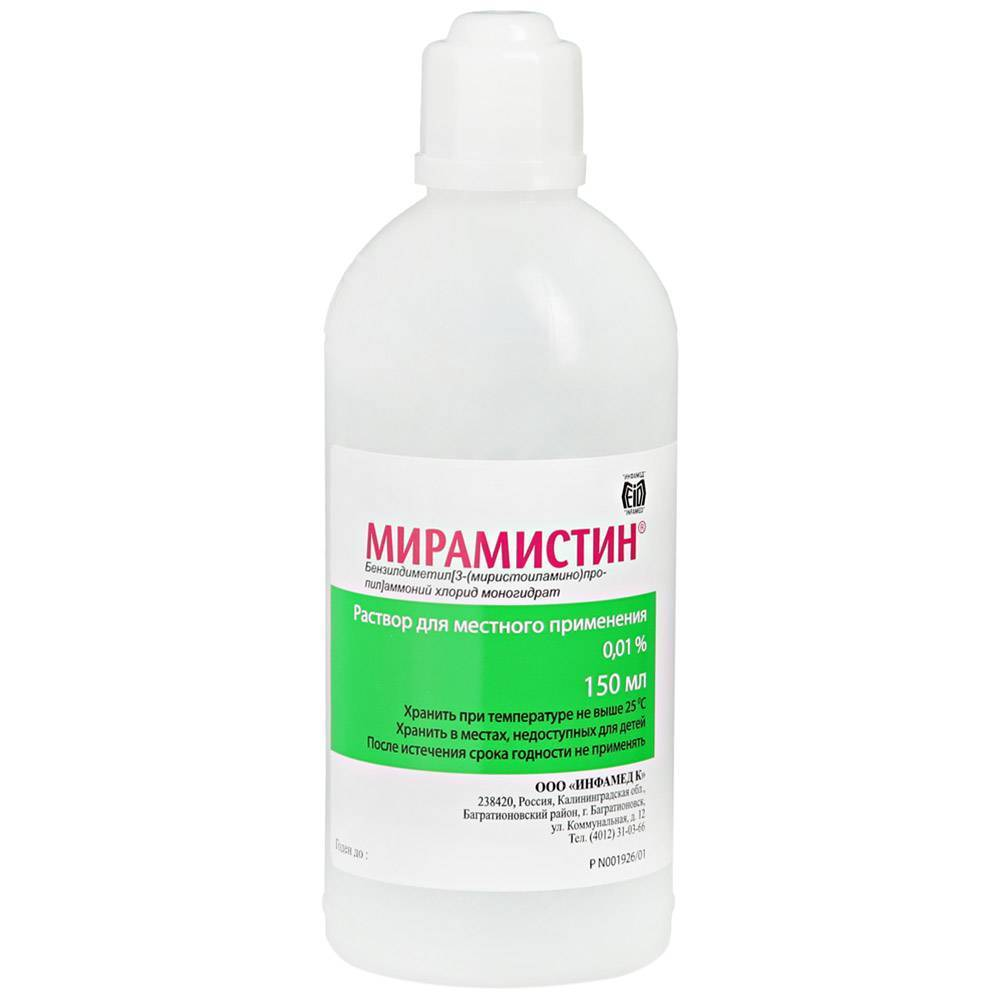 "ИНФАМЕД"
"INFAMED"
МИРАМИСТИН®
Бензилдиметил[3-(миристоиламино)про-
пил]аммоний хлорид моногидрат
Раствор для местного применения
0,01 %
150 мл
Хранить при температуре не выше 25 °С
Хранить в местах, недоступных для детей
После истечения срока годности не применять
ООО «ИНФАМЕД К»
238420, Россия, Калининградская обл.,
Багратионовский район, г. Багратионовск,
ул. Коммунальная, д. 12
Тел. (4012) 31-03-66
Годен до :
Р N001926/01